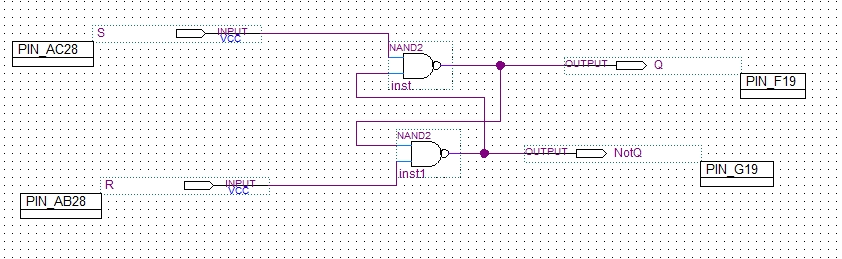 S
INPUT
VCC
PIN_AC28
NAND2
inst
OUTPUT
Q
PIN_F19
NAND2
inst1
OUTPUT
NotQ
PIN_G19
R
INPUT
VCC
PIN_AB28